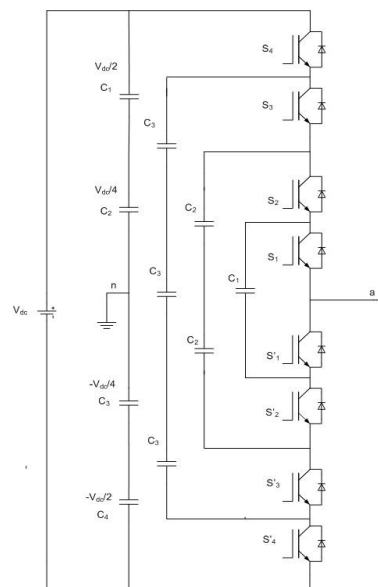 S4
Vdc/2
C1
S3
C3
Vdc/4
C2
C2
S2
S1
n
C3
C1
a
Vdc
+
C2
S'1
-Vdc/4
C3
S'2
C3
S'3
-Vdc/2
C4
S'4